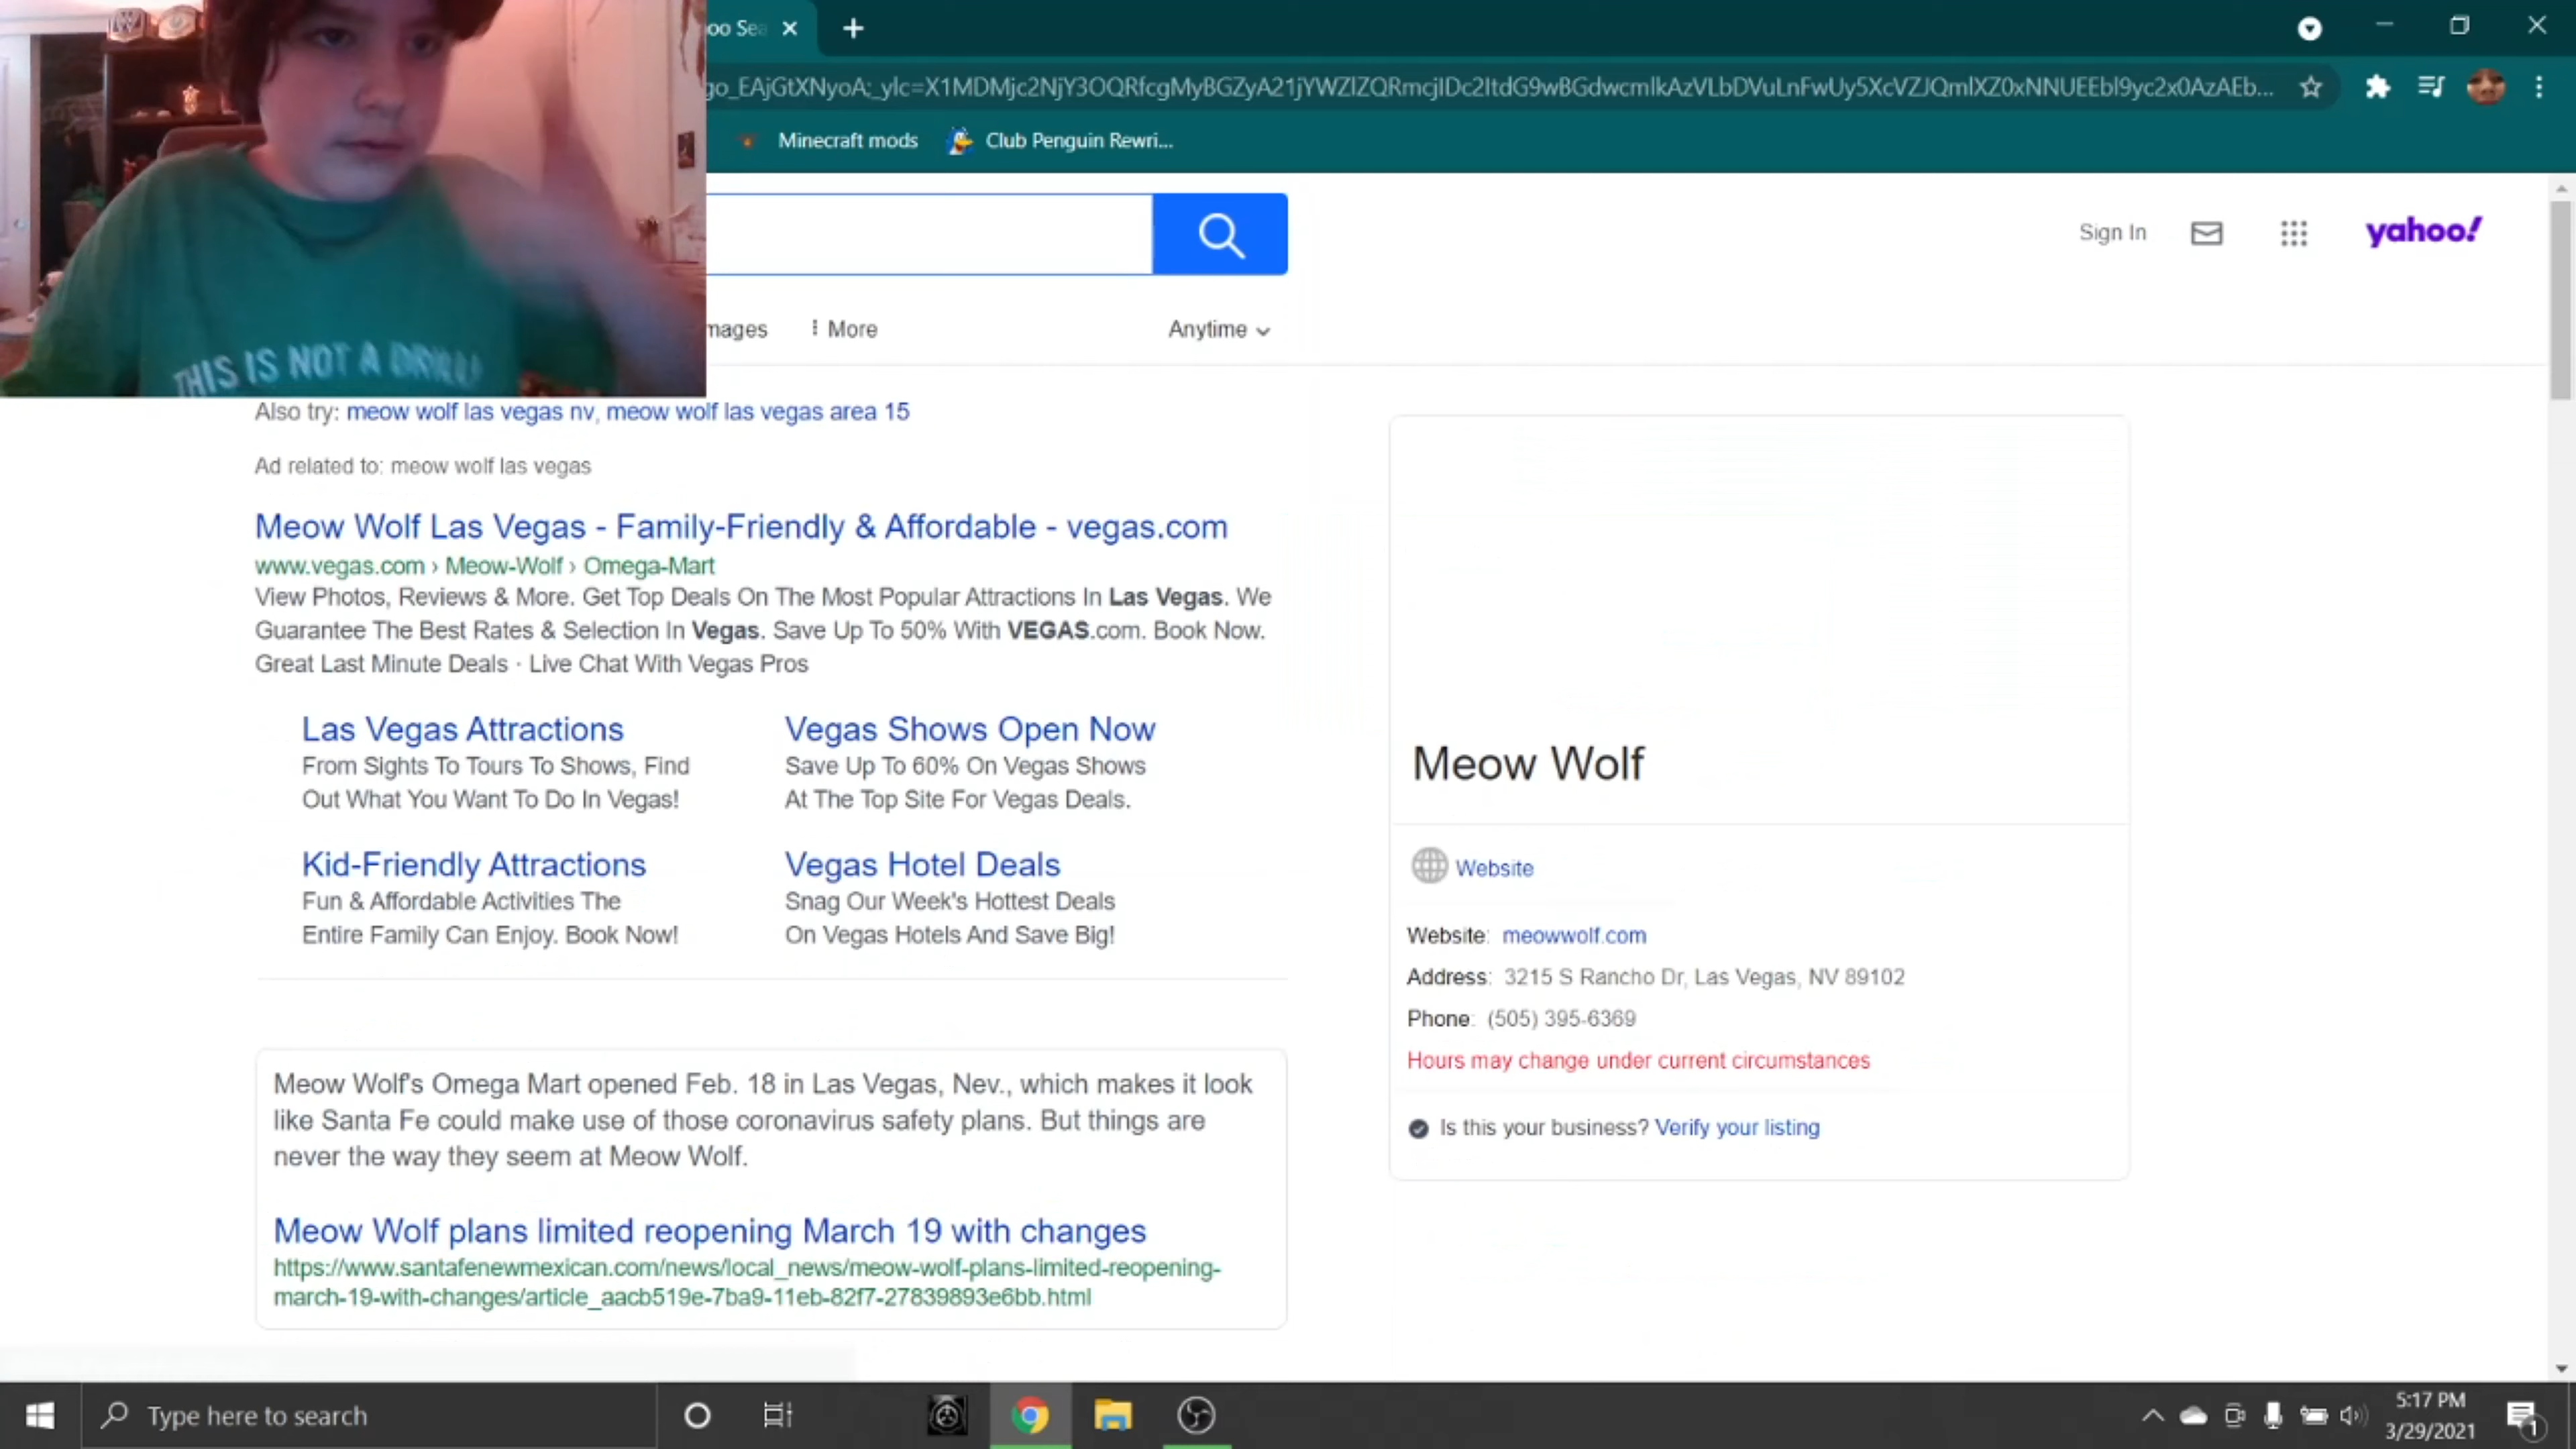 oo Sea
go_EAjGtXNyoA;_ylc=X1MDMjc2NjY3OQRfcgMyBGZyA21jYWZlZQRmcjIDc2ItdG9wBGdwcmlkAzVLbDVuLnFwUy5XcVZJQmlXZ0xNNUEEbl9yc2x0AzAEb...
Minecraft mods Club Penguin Rewri...
Sign In yahoo!
mages More Anytime
THIS IS NOT A DRILL!
Also try: meow wolf las vegas nv, meow wolf las vegas area 15
Ad related to: meow wolf las vegas
Meow Wolf Las Vegas - Family-Friendly & Affordable - vegas.com
www.vegas.com › Meow-Wolf › Omega-Mart
View Photos, Reviews & More. Get Top Deals On The Most Popular Attractions In Las Vegas. We
Guarantee The Best Rates & Selection In Vegas. Save Up To 50% With VEGAS.com. Book Now.
Great Last Minute Deals · Live Chat With Vegas Pros
Las Vegas Attractions
From Sights To Tours To Shows, Find
Out What You Want To Do In Vegas!
Vegas Shows Open Now
Save Up To 60% On Vegas Shows
At The Top Site For Vegas Deals.
Kid-Friendly Attractions
Fun & Affordable Activities The
Entire Family Can Enjoy. Book Now!
Vegas Hotel Deals
Snag Our Week's Hottest Deals
On Vegas Hotels And Save Big!
Meow Wolf's Omega Mart opened Feb. 18 in Las Vegas, Nev., which makes it look
like Santa Fe could make use of those coronavirus safety plans. But things are
never the way they seem at Meow Wolf.
Meow Wolf plans limited reopening March 19 with changes
https://www.santafenewmexican.com/news/local_news/meow-wolf-plans-limited-reopening-
march-19-with-changes/article_aacb519e-7ba9-11eb-82f7-27839893e6bb.html
Meow Wolf
Website
Website: meowwolf.com
Address: 3215 S Rancho Dr, Las Vegas, NV 89102
Phone: (505) 395-6369
Hours may change under current circumstances
Is this your business? Verify your listing
Type here to search
5:17 PM
3/29/2021
1